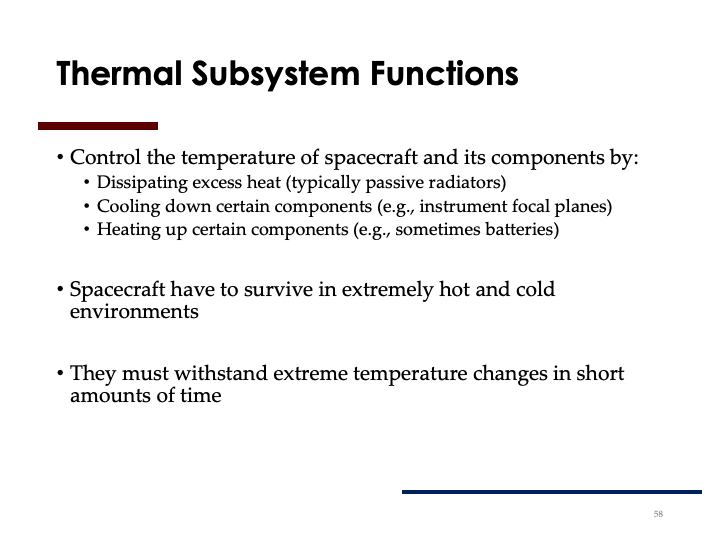 Thermal Subsystem Functions
• Control the temperature of spacecraft and its components by:
• Dissipating excess heat (typically passive radiators)
• Cooling down certain components (e.g., instrument focal planes)
• Heating up certain components (e.g., sometimes batteries)
• Spacecraft have to survive in extremely hot and cold
environments
• They must withstand extreme temperature changes in short
amounts of time
58